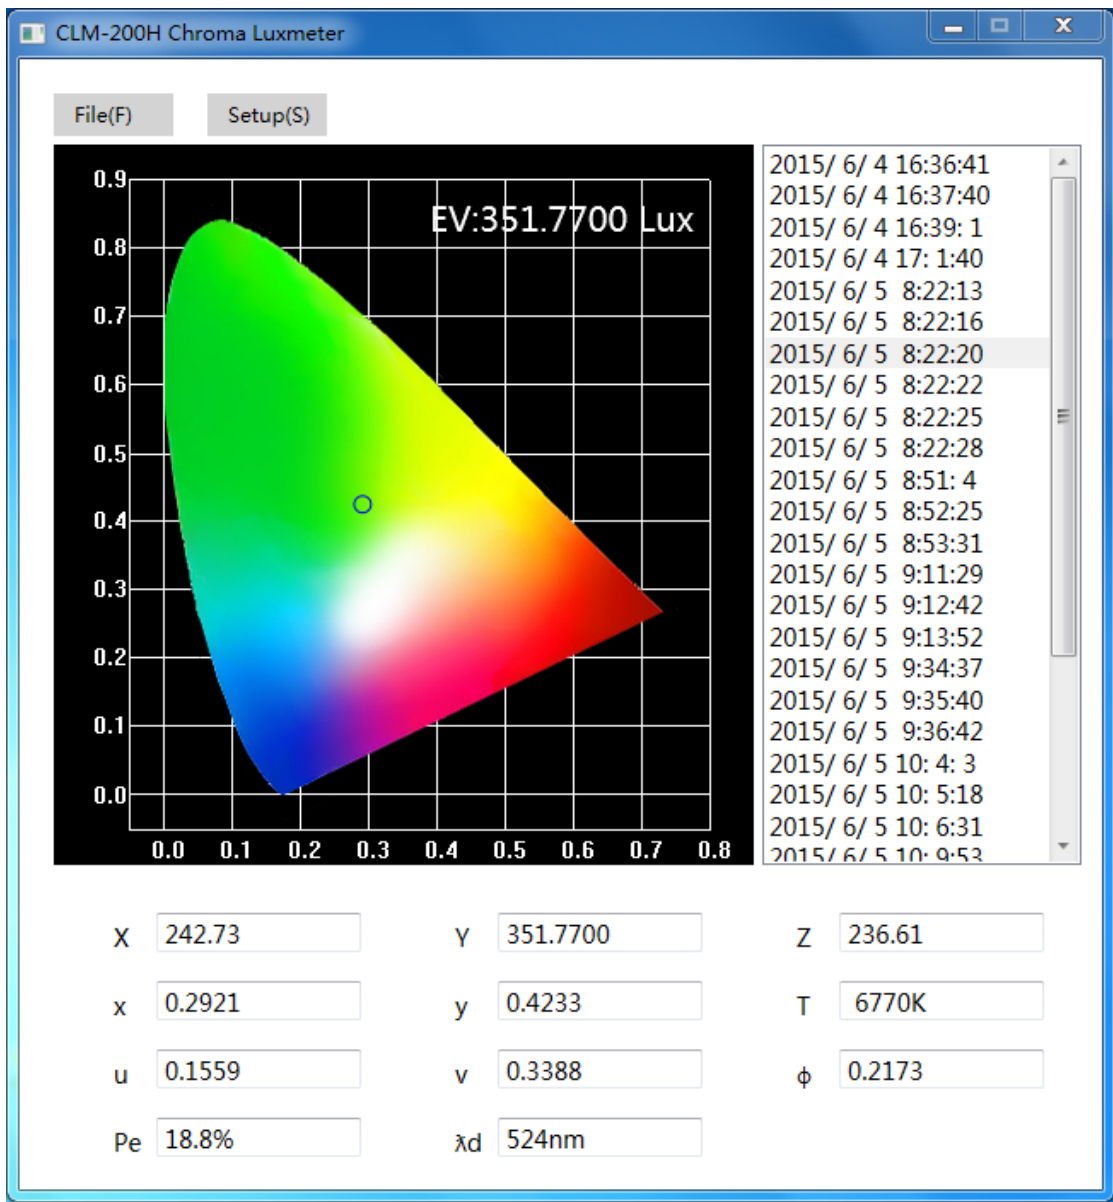 CLM-200H Chroma Luxmeter
File(F) Setup(S)
EV:351.7700 Lux
0.9
0.8
0.7
0.6
0.5
0.4
0.3
0.2
0.1
0.0
0.0 0.1 0.2 0.3 0.4 0.5 0.6 0.7 0.8
2015/ 6/ 4 16:36:41
2015/ 6/ 4 16:37:40
2015/ 6/ 4 16:39: 1
2015/ 6/ 4 17: 1:40
2015/ 6/ 5 8:22:13
2015/ 6/ 5 8:22:16
2015/ 6/ 5 8:22:20
2015/ 6/ 5 8:22:22
2015/ 6/ 5 8:22:25
2015/ 6/ 5 8:22:28
2015/ 6/ 5 8:51: 4
2015/ 6/ 5 8:52:25
2015/ 6/ 5 8:53:31
2015/ 6/ 5 9:11:29
2015/ 6/ 5 9:12:42
2015/ 6/ 5 9:13:52
2015/ 6/ 5 9:34:37
2015/ 6/ 5 9:35:40
2015/ 6/ 5 9:36:42
2015/ 6/ 5 10: 4: 3
2015/ 6/ 5 10: 5:18
2015/ 6/ 5 10: 6:31
2015/ 6/ 5 10: 9:53
X 242.73 Y 351.7700 Z 236.61
x 0.2921 y 0.4233 T 6770K
u 0.1559 v 0.3388 ϕ 0.2173
Pe 18.8% ƛd 524nm